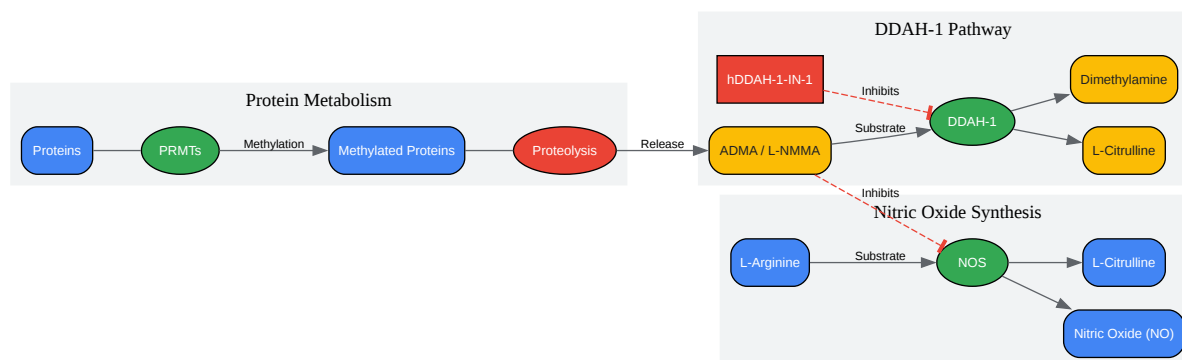 DDAH-1 Pathway
hDDAH-1-IN-1
Inhibits
Dimethylamine
DDAH-1
Substrate
ADMA / L-NMMA
L-Citrulline
Protein Metabolism
Proteins
PRMTs
Methylation
Methylated Proteins
Proteolysis
Release
Inhibits
Nitric Oxide Synthesis
L-Arginine
Substrate
NOS
L-Citrulline
Nitric Oxide (NO)